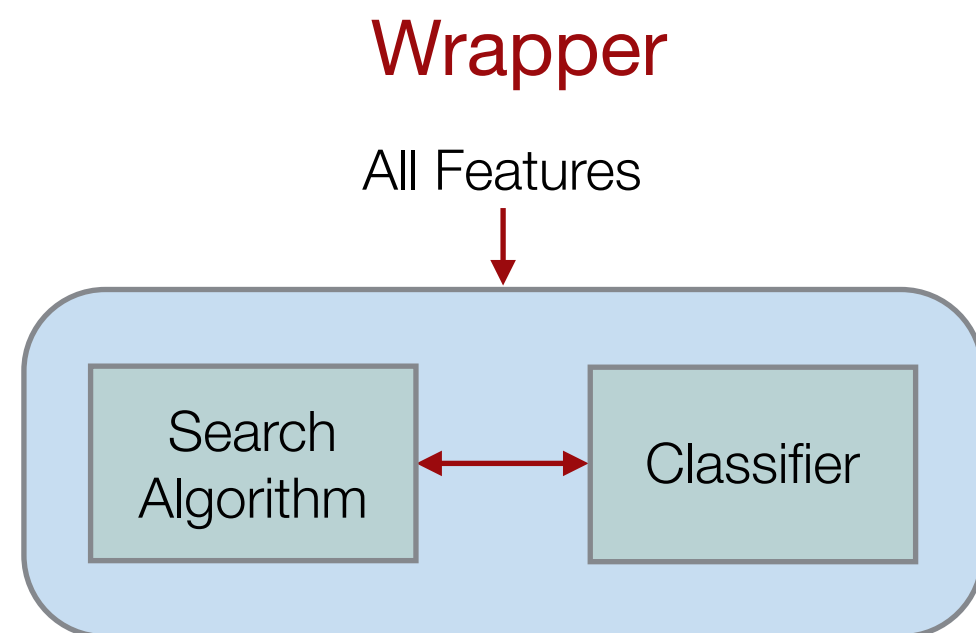 Wrapper
All Features
Search
Algorithm
Classifier